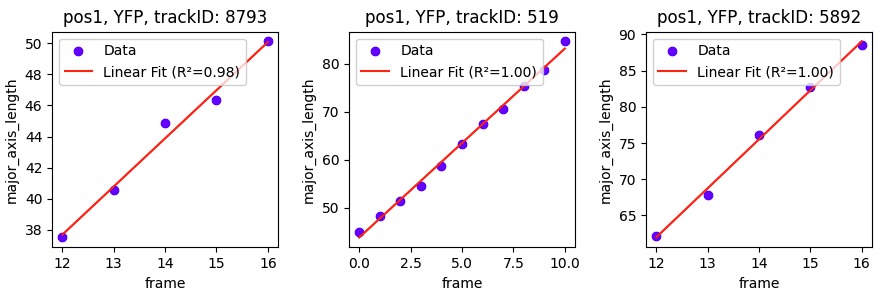 pos1, YFP, trackID: 8793
Data
Linear Fit (R²=0.98)
major_axis_length
50
48
46
44
42
40
38
12
13
14
15
16
frame
pos1, YFP, trackID: 519
Data
Linear Fit (R²=1.00)
major_axis_length
80
70
60
50
0.0
2.5
5.0
7.5
10.0
frame
pos1, YFP, trackID: 5892
Data
Linear Fit (R²=1.00)
major_axis_length
90
85
80
75
70
65
12
13
14
15
16
frame